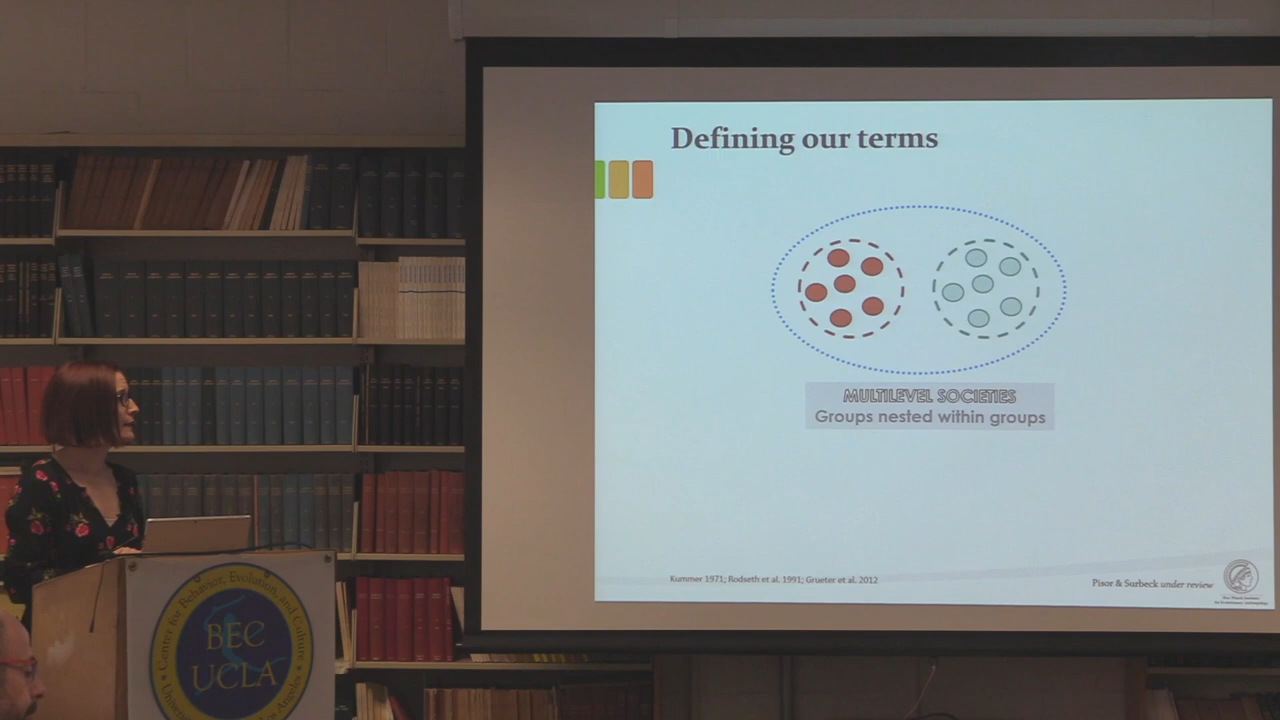 Defining our terms
MULTILEVEL SOCIETIES
Groups nested within groups
Kummer 1971; Rodseth et al. 1991; Grueter et al. 2012
Pisor & Surbeck under review
Center for Behavior, Evolution, and Culture
BEC
UCLA